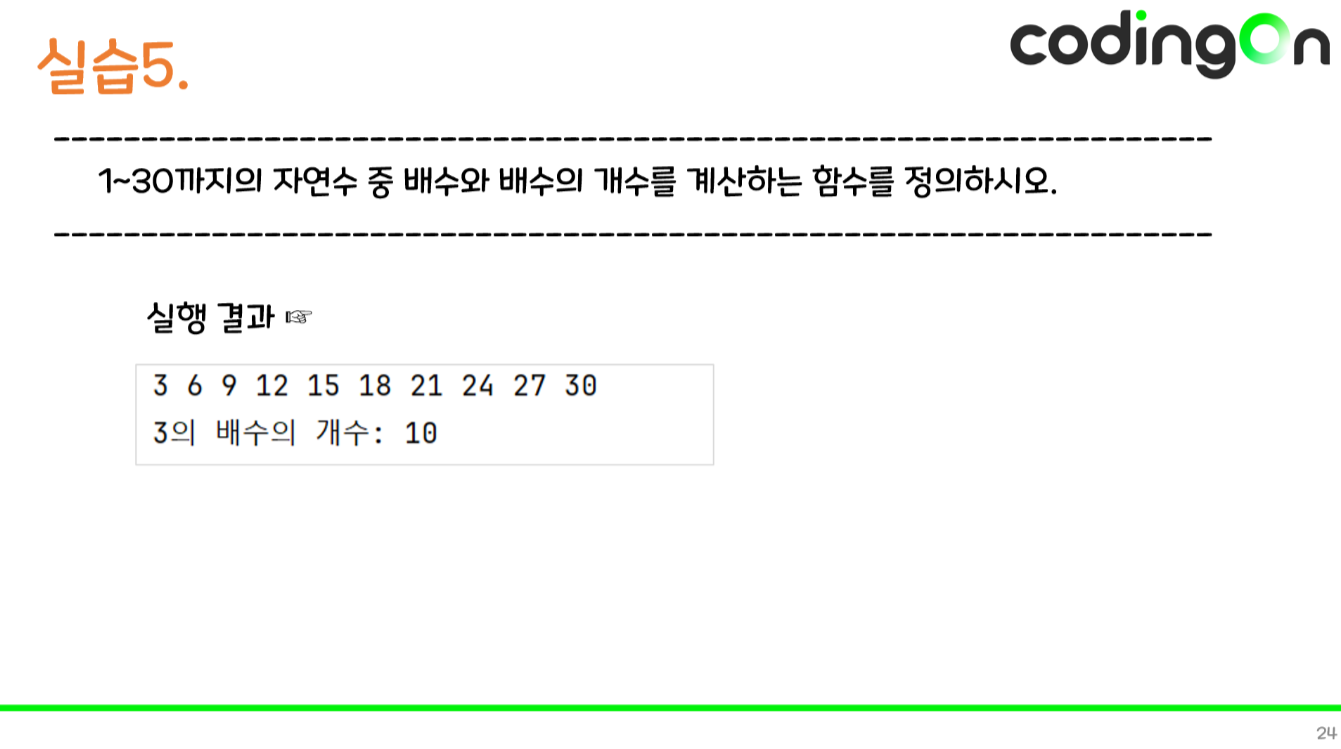 실습5.
codingOn
1~30까지의 자연수 중 배수와 배수의 개수를 계산하는 함수를 정의하시오.
실행 결과 ☞
3 6 9 12 15 18 21 24 27 30
3의 배수의 개수: 10
24